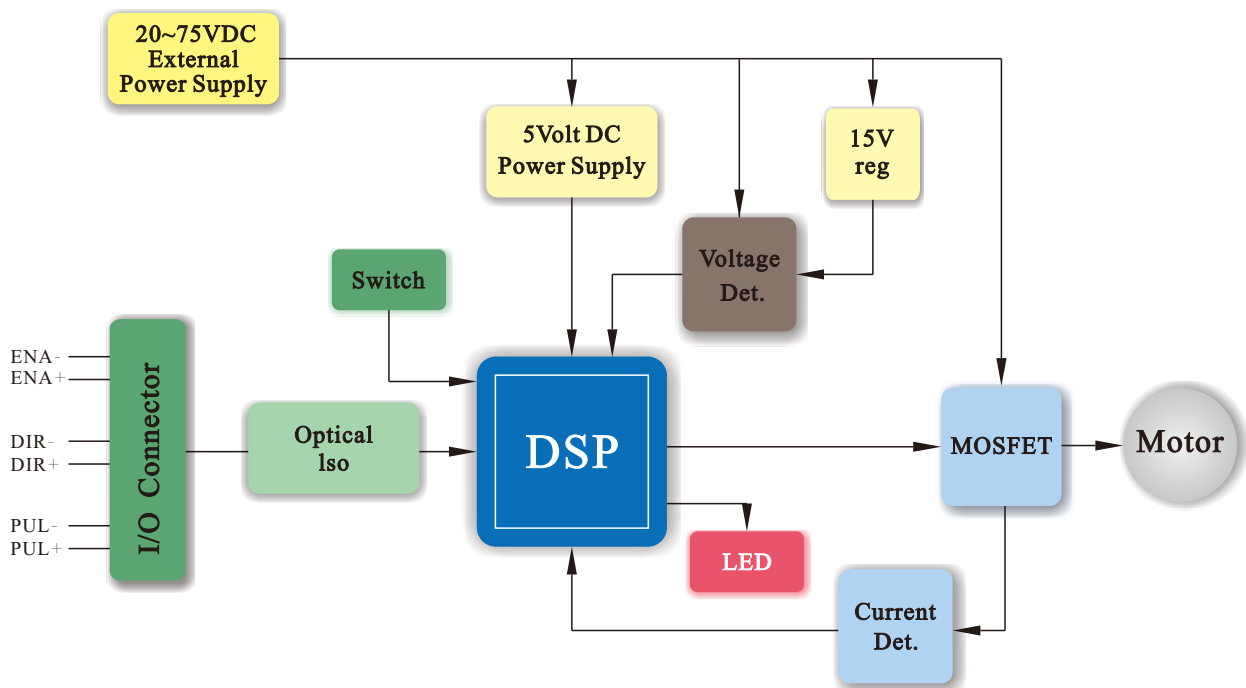 20~75VDC
External
Power Supply
5Volt DC
Power Supply
15V
reg
Voltage
Det.
Switch
ENA-
ENA+
DIR-
DIR+
PUL-
PUL+
I/O Connector
Optical
lso
DSP
MOSFET
Motor
LED
Current
Det.